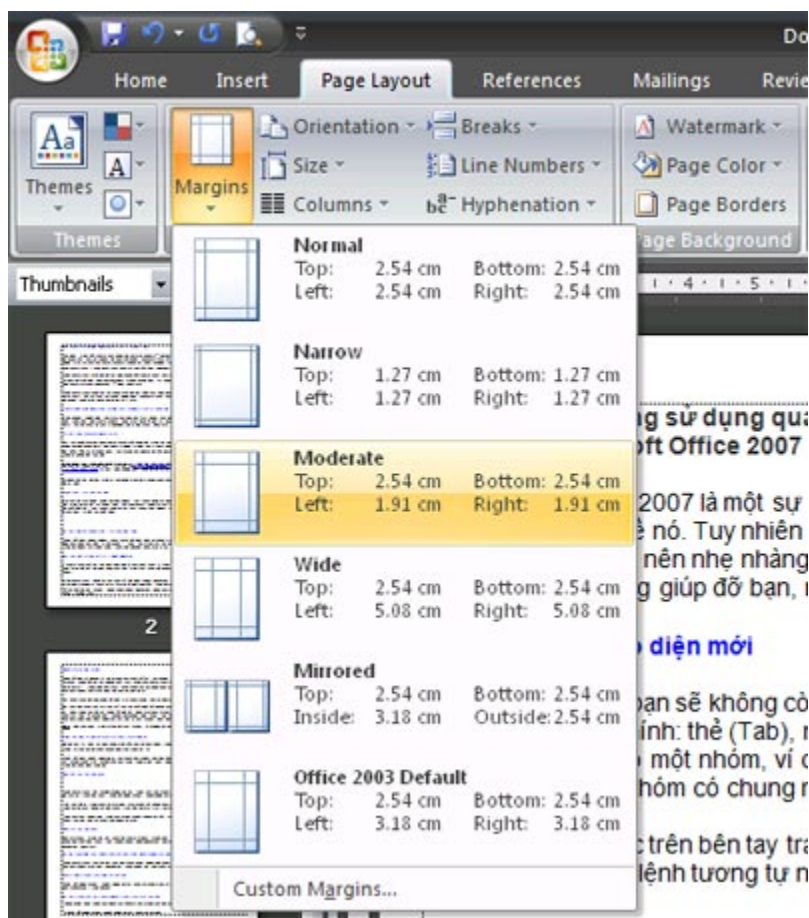 Do
Home Insert Page Layout References Mailings Revie
Themes Margins Orientation Breaks Watermark
Size Line Numbers Page Color
Columns Hyphenation Page Borders
Themes age Background
Thumbnails 4 5
Normal
Top: 2.54 cm Bottom: 2.54 cm
Left: 2.54 cm Right: 2.54 cm
Narrow
Top: 1.27 cm Bottom: 1.27 cm
Left: 1.27 cm Right: 1.27 cm
Moderate
Top: 2.54 cm Bottom: 2.54 cm
Left: 1.91 cm Right: 1.91 cm
Wide
Top: 2.54 cm Bottom: 2.54 cm
Left: 5.08 cm Right: 5.08 cm
Mirrored
Top: 2.54 cm Bottom: 2.54 cm
Inside: 3.18 cm Outside: 2.54 cm
Office 2003 Default
Top: 2.54 cm Bottom: 2.54 cm
Left: 3.18 cm Right: 3.18 cm
Custom Margins...
2
g sử dụng qu
ft Office 2007
2007 là một sự
nó. Tuy nhiên
nên nhẹ nhàng
g giúp đỡ bạn,
diện mới
bạn sẽ không cò
ính: thẻ (Tab),
một nhóm, ví
hóm có chung
trên bên tay tr
lệnh tương tự